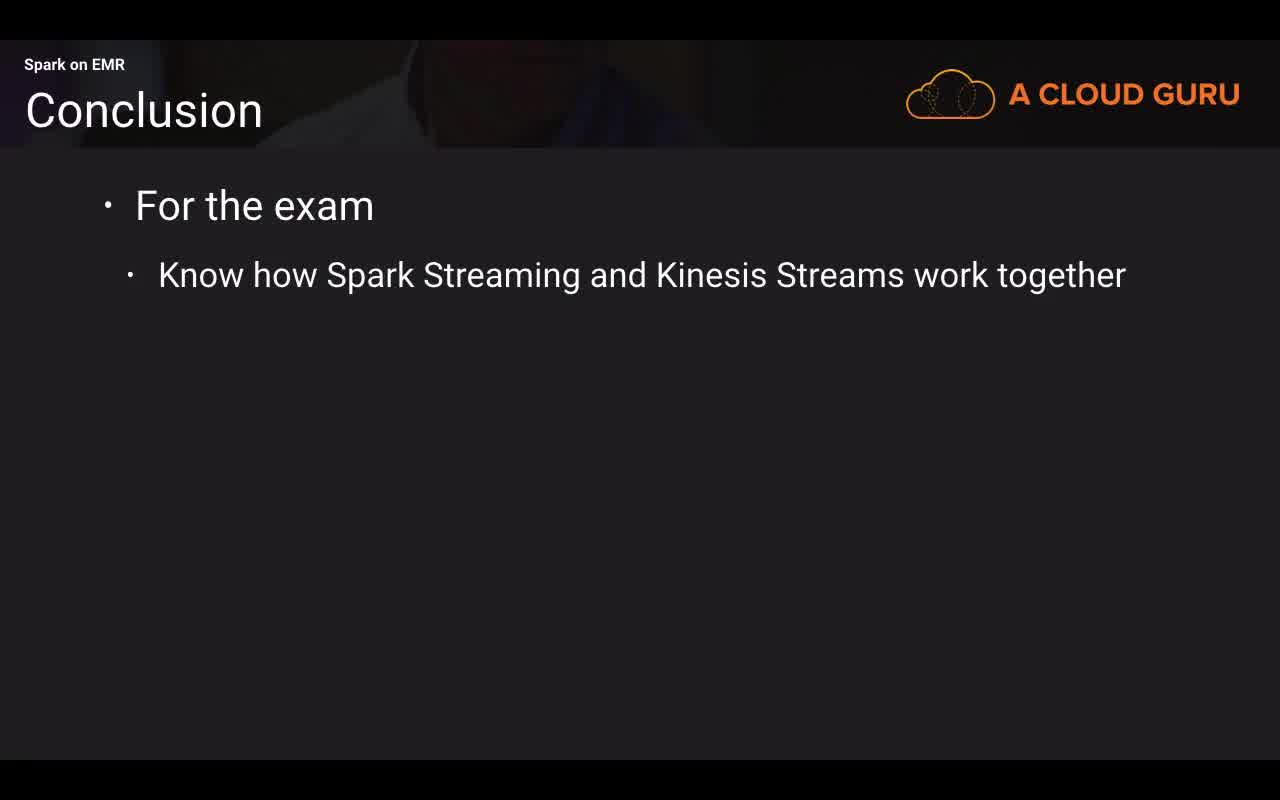 Spark on EMR
Conclusion
A CLOUD GURU
• For the exam
• Know how Spark Streaming and Kinesis Streams work together